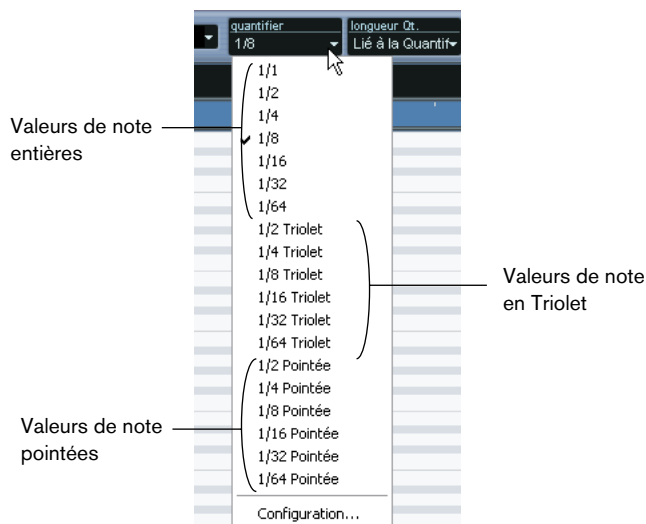 quantifier
longueur Qt.
1/8
Lié à la Quantif
1/1
1/2
1/4
1/8
1/16
1/32
1/64
1/2 Triolet
1/4 Triolet
1/8 Triolet
1/16 Triolet
1/32 Triolet
1/64 Triolet
1/2 Pointée
1/4 Pointée
1/8 Pointée
1/16 Pointée
1/32 Pointée
1/64 Pointée
Configuration...
Valeurs de note
entières
Valeurs de note
en Triolet
Valeurs de note
pointées